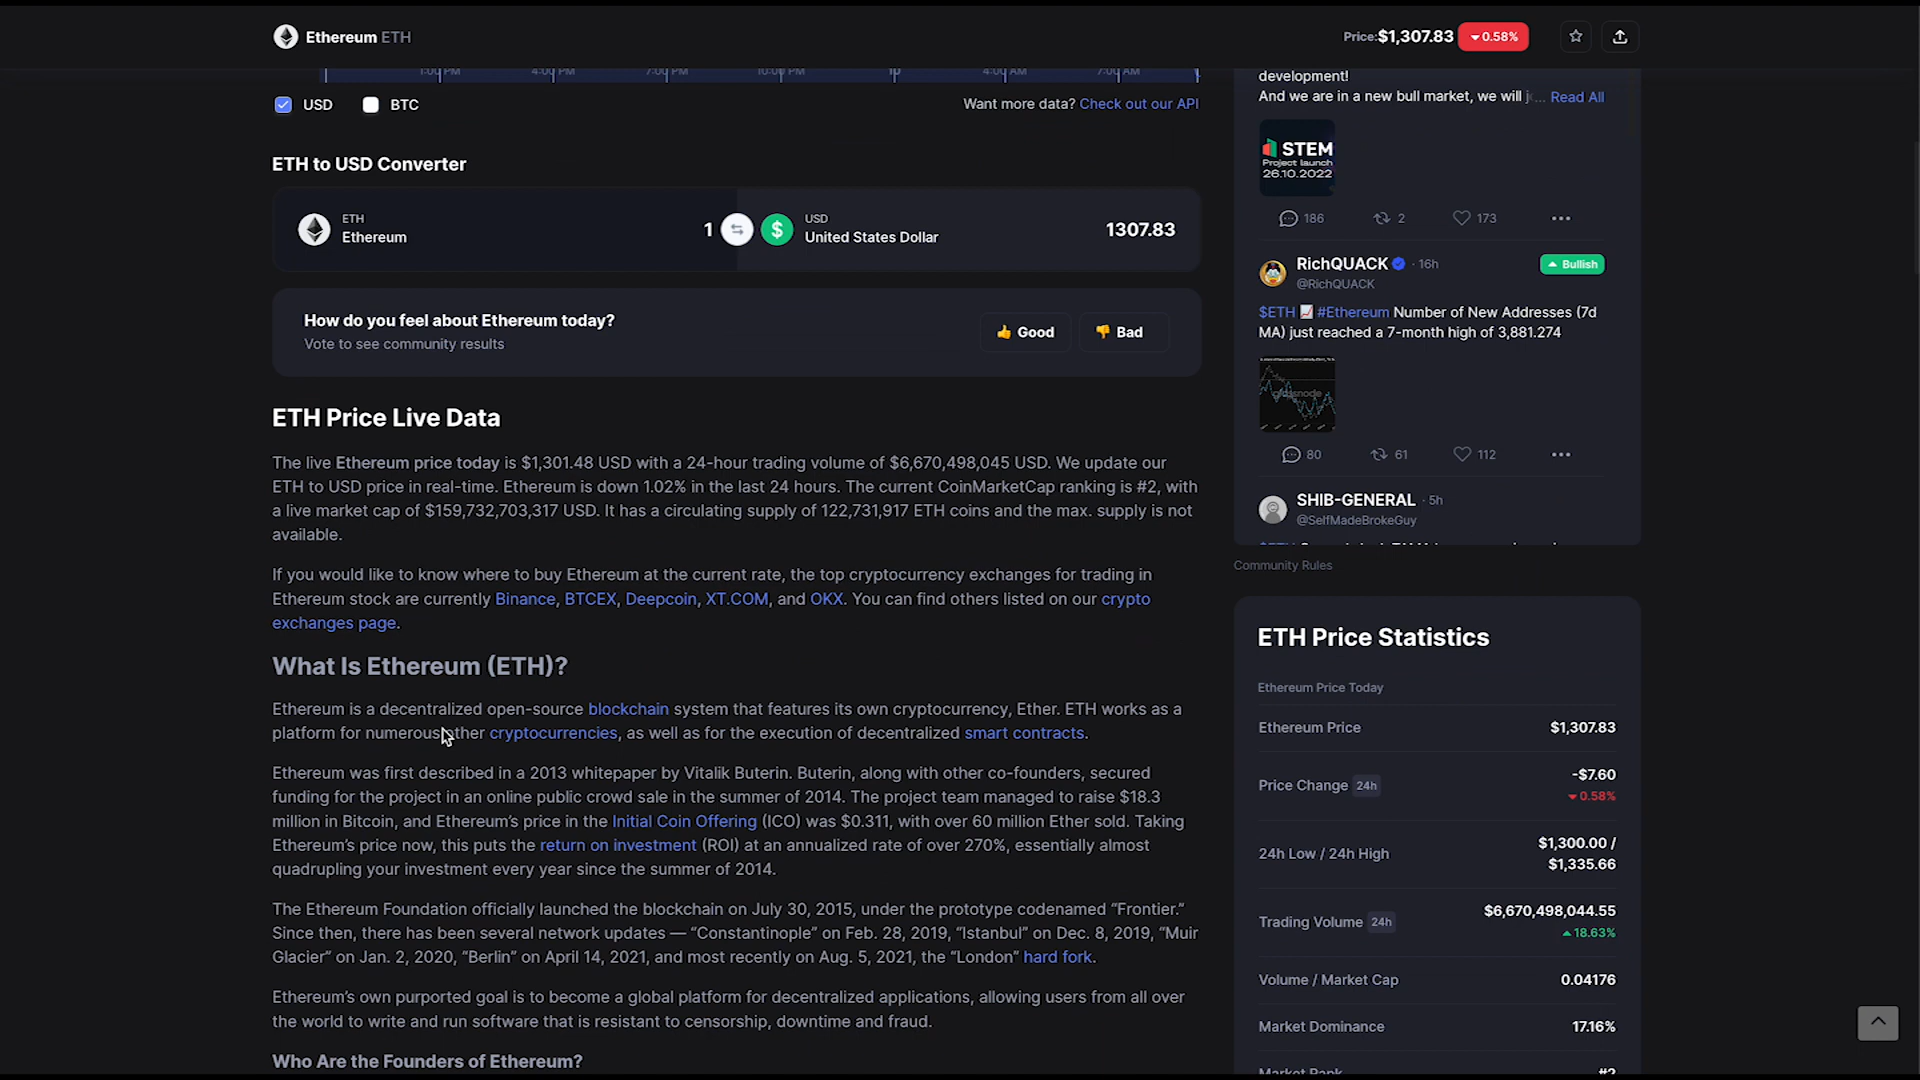 Ethereum ETH
Price:$1,307.83 0.58%
1:00 PM 4:00 PM 7:00 PM 10:00 PM 10 4:00 AM 7:00 AM
USD BTC
Want more data? Check out our API
ETH to USD Converter
ETH
Ethereum
1
USD
United States Dollar
1307.83
How do you feel about Ethereum today?
Vote to see community results
Good
Bad
ETH Price Live Data
The live Ethereum price today is $1,301.48 USD with a 24-hour trading volume of $6,670,498,045 USD. We update our
ETH to USD price in real-time. Ethereum is down 1.02% in the last 24 hours. The current CoinMarketCap ranking is #2, with
a live market cap of $159,732,703,317 USD. It has a circulating supply of 122,731,917 ETH coins and the max. supply is not
available.
If you would like to know where to buy Ethereum at the current rate, the top cryptocurrency exchanges for trading in
Ethereum stock are currently Binance, BTCEX, Deepcoin, XT.COM, and OKX. You can find others listed on our crypto
exchanges page.
What Is Ethereum (ETH)?
Ethereum is a decentralized open-source blockchain system that features its own cryptocurrency, Ether. ETH works as a
platform for numerous other cryptocurrencies, as well as for the execution of decentralized smart contracts.
Ethereum was first described in a 2013 whitepaper by Vitalik Buterin. Buterin, along with other co-founders, secured
funding for the project in an online public crowd sale in the summer of 2014. The project team managed to raise $18.3
million in Bitcoin, and Ethereum's price in the Initial Coin Offering (ICO) was $0.311, with over 60 million Ether sold. Taking
Ethereum's price now, this puts the return on investment (ROI) at an annualized rate of over 270%, essentially almost
quadrupling your investment every year since the summer of 2014.
The Ethereum Foundation officially launched the blockchain on July 30, 2015, under the prototype codenamed “Frontier.”
Since then, there has been several network updates — “Constantinople” on Feb. 28, 2019, “Istanbul” on Dec. 8, 2019, “Muir
Glacier” on Jan. 2, 2020, “Berlin” on April 14, 2021, and most recently on Aug. 5, 2021, the “London” hard fork.
Ethereum's own purported goal is to become a global platform for decentralized applications, allowing users from all over
the world to write and run software that is resistant to censorship, downtime and fraud.
Who Are the Founders of Ethereum?
development!
And we are in a new bull market, we will j... Read All
STEM
Project launch
26.10.2022
186 2 173
RichQUACK · 16h Bullish
@RichQUACK
$ETH #Ethereum Number of New Addresses (7d
MA) just reached a 7-month high of 3,881.274
glassnode
80 61 112
SHIB-GENERAL · 5h
@SelfMadeBrokeGuy
Community Rules
ETH Price Statistics
Ethereum Price Today
Ethereum Price $1,307.83
Price Change 24h -$7.60
0.58%
24h Low / 24h High $1,300.00 /
$1,335.66
Trading Volume 24h $6,670,498,044.55
18.63%
Volume / Market Cap 0.04176
Market Dominance 17.16%
Market Rank #2